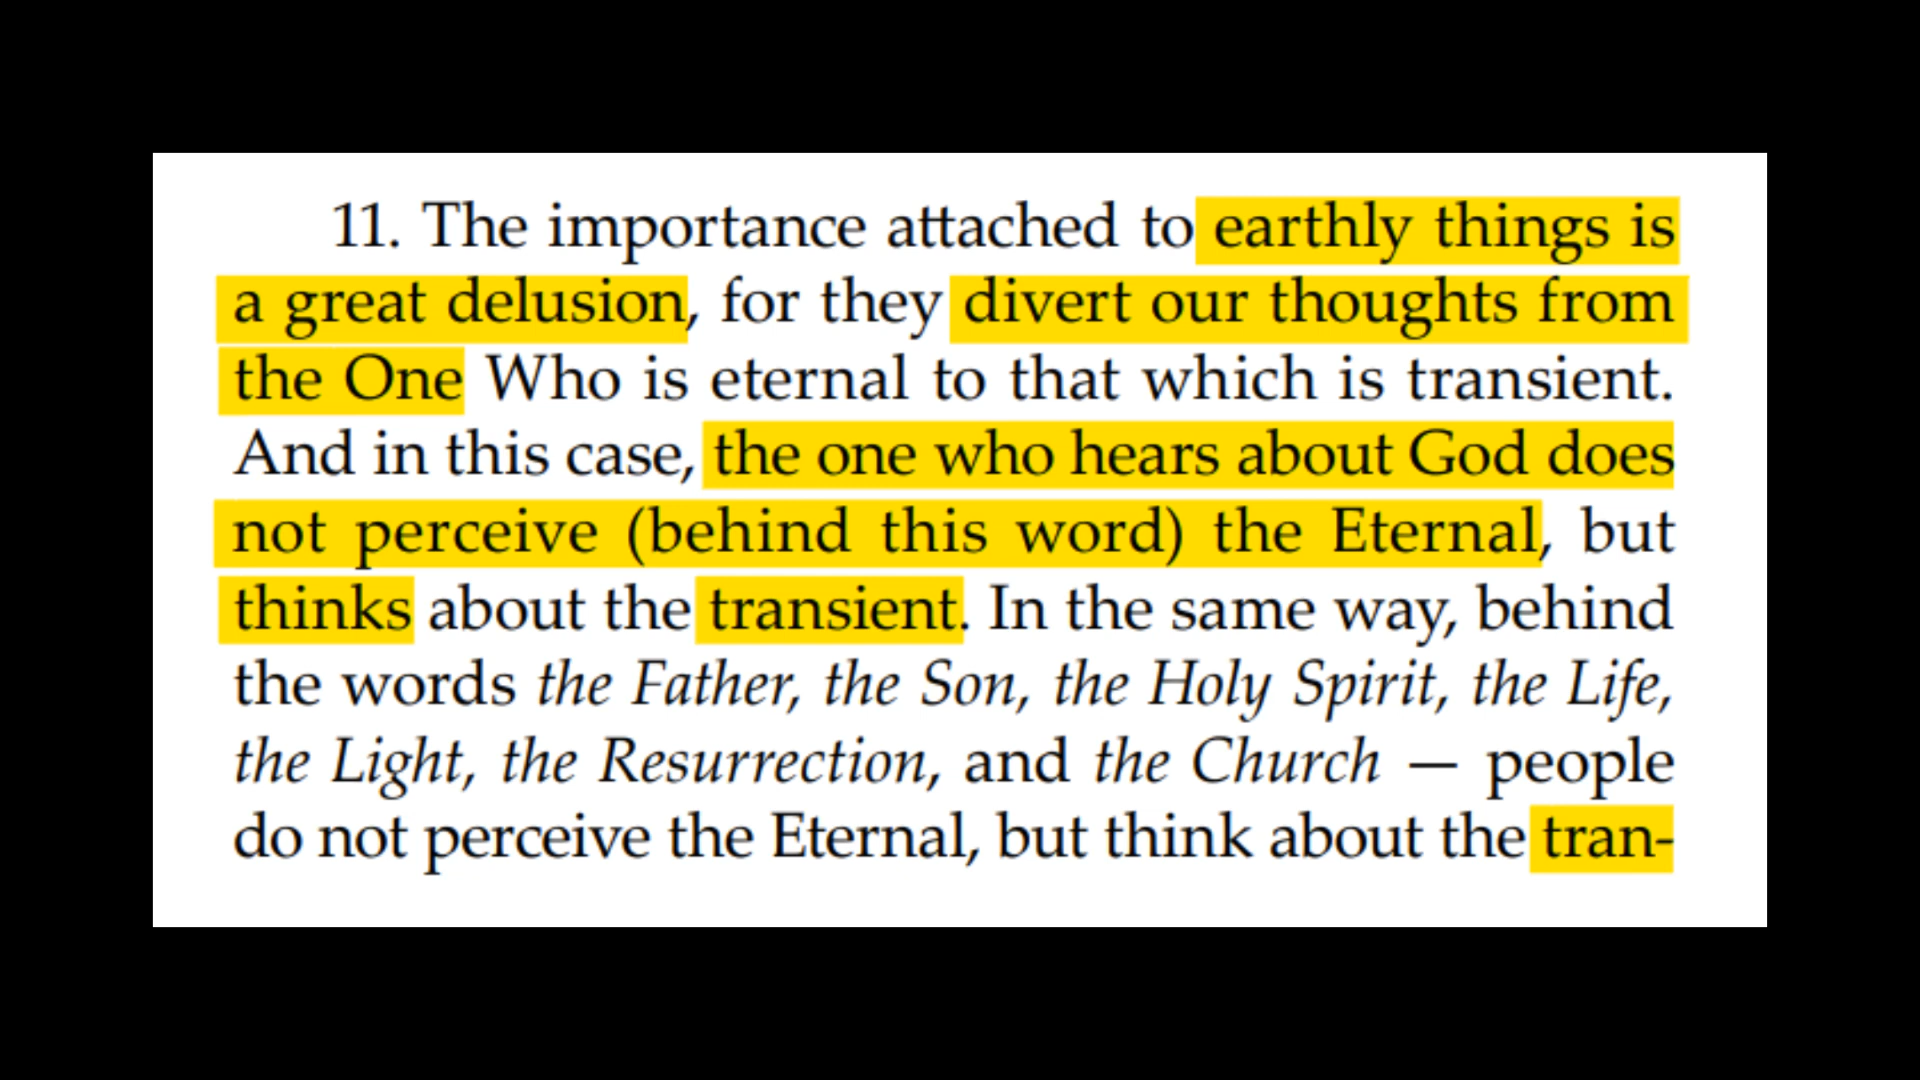 11. The importance attached to earthly things is
a great delusion, for they divert our thoughts from
the One Who is eternal to that which is transient.
And in this case, the one who hears about God does
not perceive (behind this word) the Eternal, but
thinks about the transient. In the same way, behind
the words the Father, the Son, the Holy Spirit, the Life,
the Light, the Resurrection, and the Church — people
do not perceive the Eternal, but think about the tran-